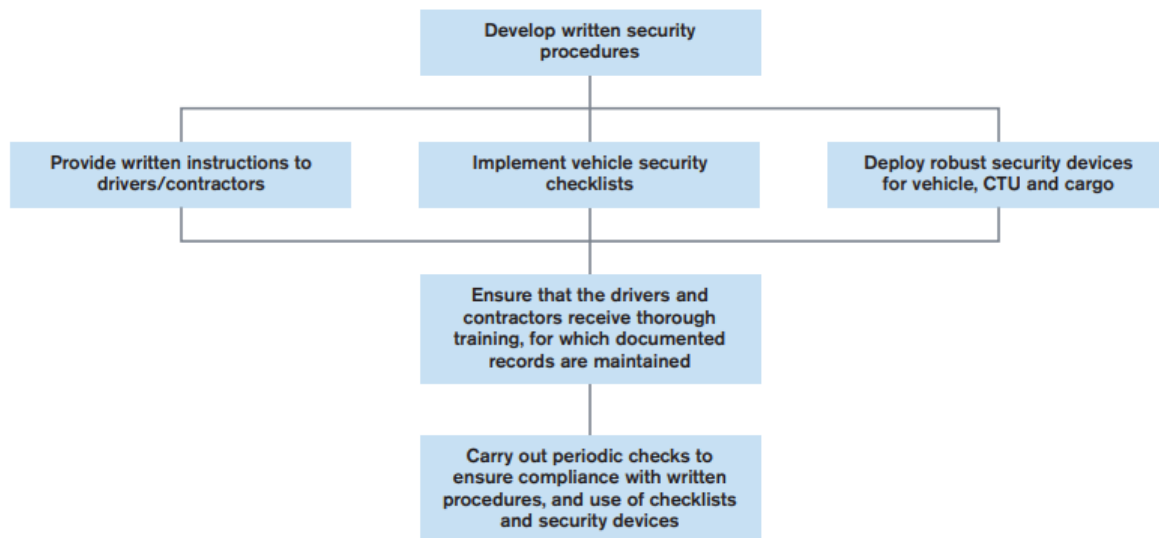 Develop written security
procedures
Provide written instructions to
drivers/contractors
Implement vehicle security
checklists
Deploy robust security devices
for vehicle, CTU and cargo
Ensure that the drivers and
contractors receive thorough
training, for which documented
records are maintained
Carry out periodic checks to
ensure compliance with written
procedures, and use of checklists
and security devices